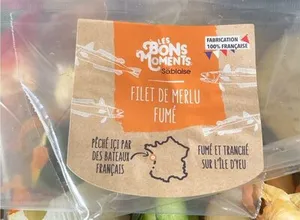 LES
BONS
MOMENTS
Sablaise
FABRICATION
100% FRANÇAISE
FILET DE MERLU
FUMÉ
PÊCHÉ IÇI PAR
DES BATEAUX
FRANÇAIS
FUMÉ ET TRANCHÉ
SUR L'ÎLE D'YEU